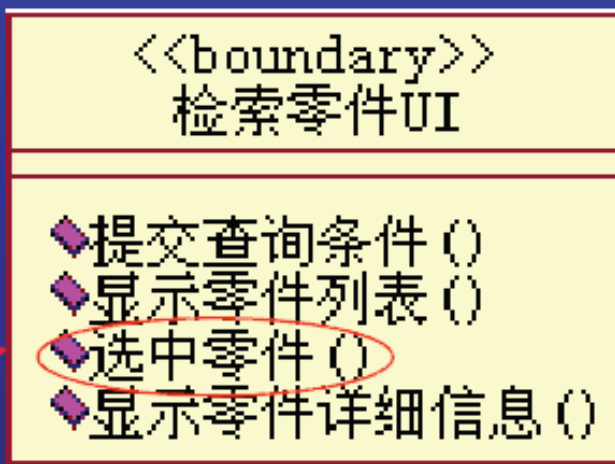 <<boundary>>
检索零件UI
提交查询条件()
显示零件列表()
选中零件()
显示零件详细信息()